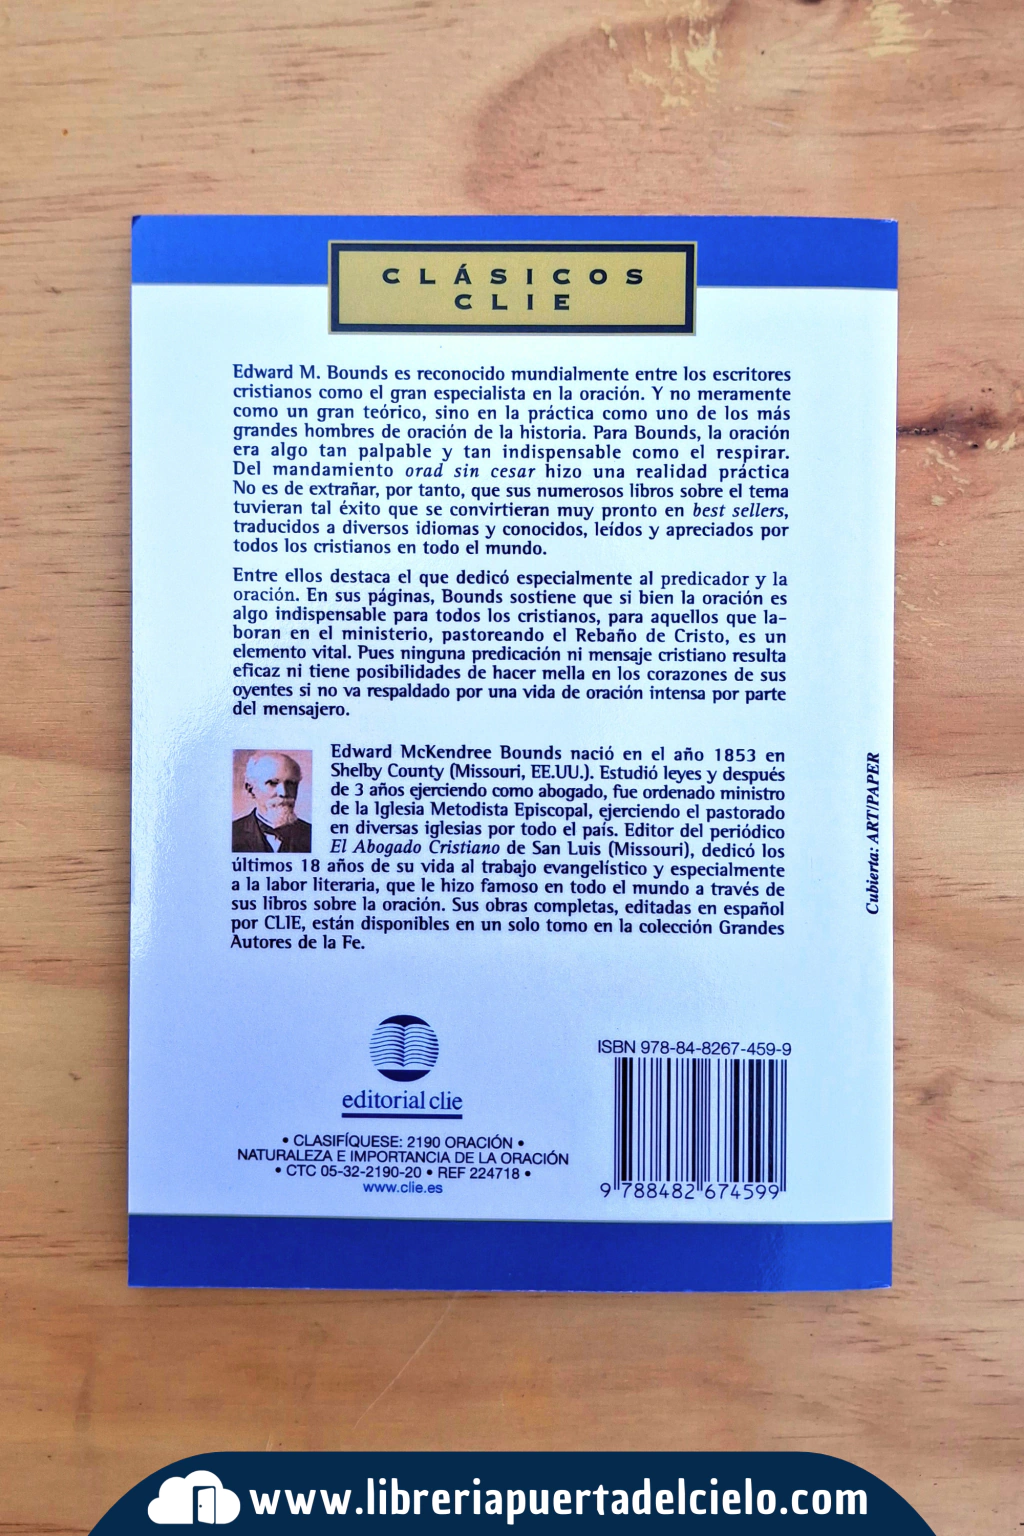 CLÁSICOS
CLIE
Edward M. Bounds es reconocido mundialmente entre los escritores
cristianos como el gran especialista en la oración. Y no meramente
como un gran teórico, sino en la práctica como uno de los más
grandes hombres de oración de la historia. Para Bounds, la oración
era algo tan palpable y tan indispensable como el respirar.
Del mandamiento orad sin cesar hizo una realidad práctica
No es de extrañar, por tanto, que sus numerosos libros sobre el tema
tuvieran tal éxito que se convirtieran muy pronto en best sellers,
traducidos a diversos idiomas y conocidos, leídos y apreciados por
todos los cristianos en todo el mundo.
Entre ellos destaca el que dedicó especialmente al predicador y la
oración. En sus páginas, Bounds sostiene que si bien la oración es
algo indispensable para todos los cristianos, para aquellos que la-
boran en el ministerio, pastoreando el Rebaño de Cristo, es un
elemento vital. Pues ninguna predicación ni mensaje cristiano resulta
eficaz ni tiene posibilidades de hacer mella en los corazones de sus
oyentes si no va respaldado por una vida de oración intensa por parte
del mensajero.
Edward McKendree Bounds nació en el año 1853 en
Shelby County (Missouri, EE.UU.). Estudió leyes y después
de 3 años ejerciendo como abogado, fue ordenado ministro
de la Iglesia Metodista Episcopal, ejerciendo el pastorado
en diversas iglesias por todo el país. Editor del periódico
El Abogado Cristiano de San Luis (Missouri), dedicó los
últimos 18 años de su vida al trabajo evangelístico y especialmente
a la labor literaria, que le hizo famoso en todo el mundo a través de
sus libros sobre la oración. Sus obras completas, editadas en español
por CLIE, están disponibles en un solo tomo en la colección Grandes
Autores de la Fe.
Cubierta: ART/PAPER
editorial clie
• CLASIFÍQUESE: 2190 ORACIÓN •
NATURALEZA E IMPORTANCIA DE LA ORACIÓN
• CTC 05-32-2190-20 • REF 224718 •
www.clie.es
ISBN 978-84-8267-459-9
9 788482 674599
www.libreriapuertadelcielo.com